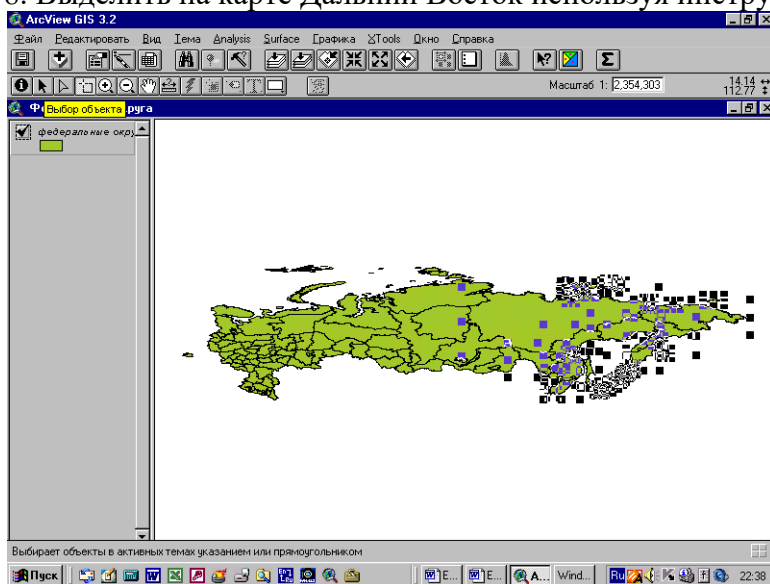 6. Выделить на карте Дальний Восток используя инстру
ArcView GIS 3.2
Файл Редактировать Вид Тема Analysis Surface Графика XTools Окно Справка
Масштаб 1: 2,354,303 14.14
112.77
Выбор объекта руга
федеральные окру
Выбирает объекты в активных темах указанием или прямоугольником
Пуск E... E... A... Wind... Ru 22:38